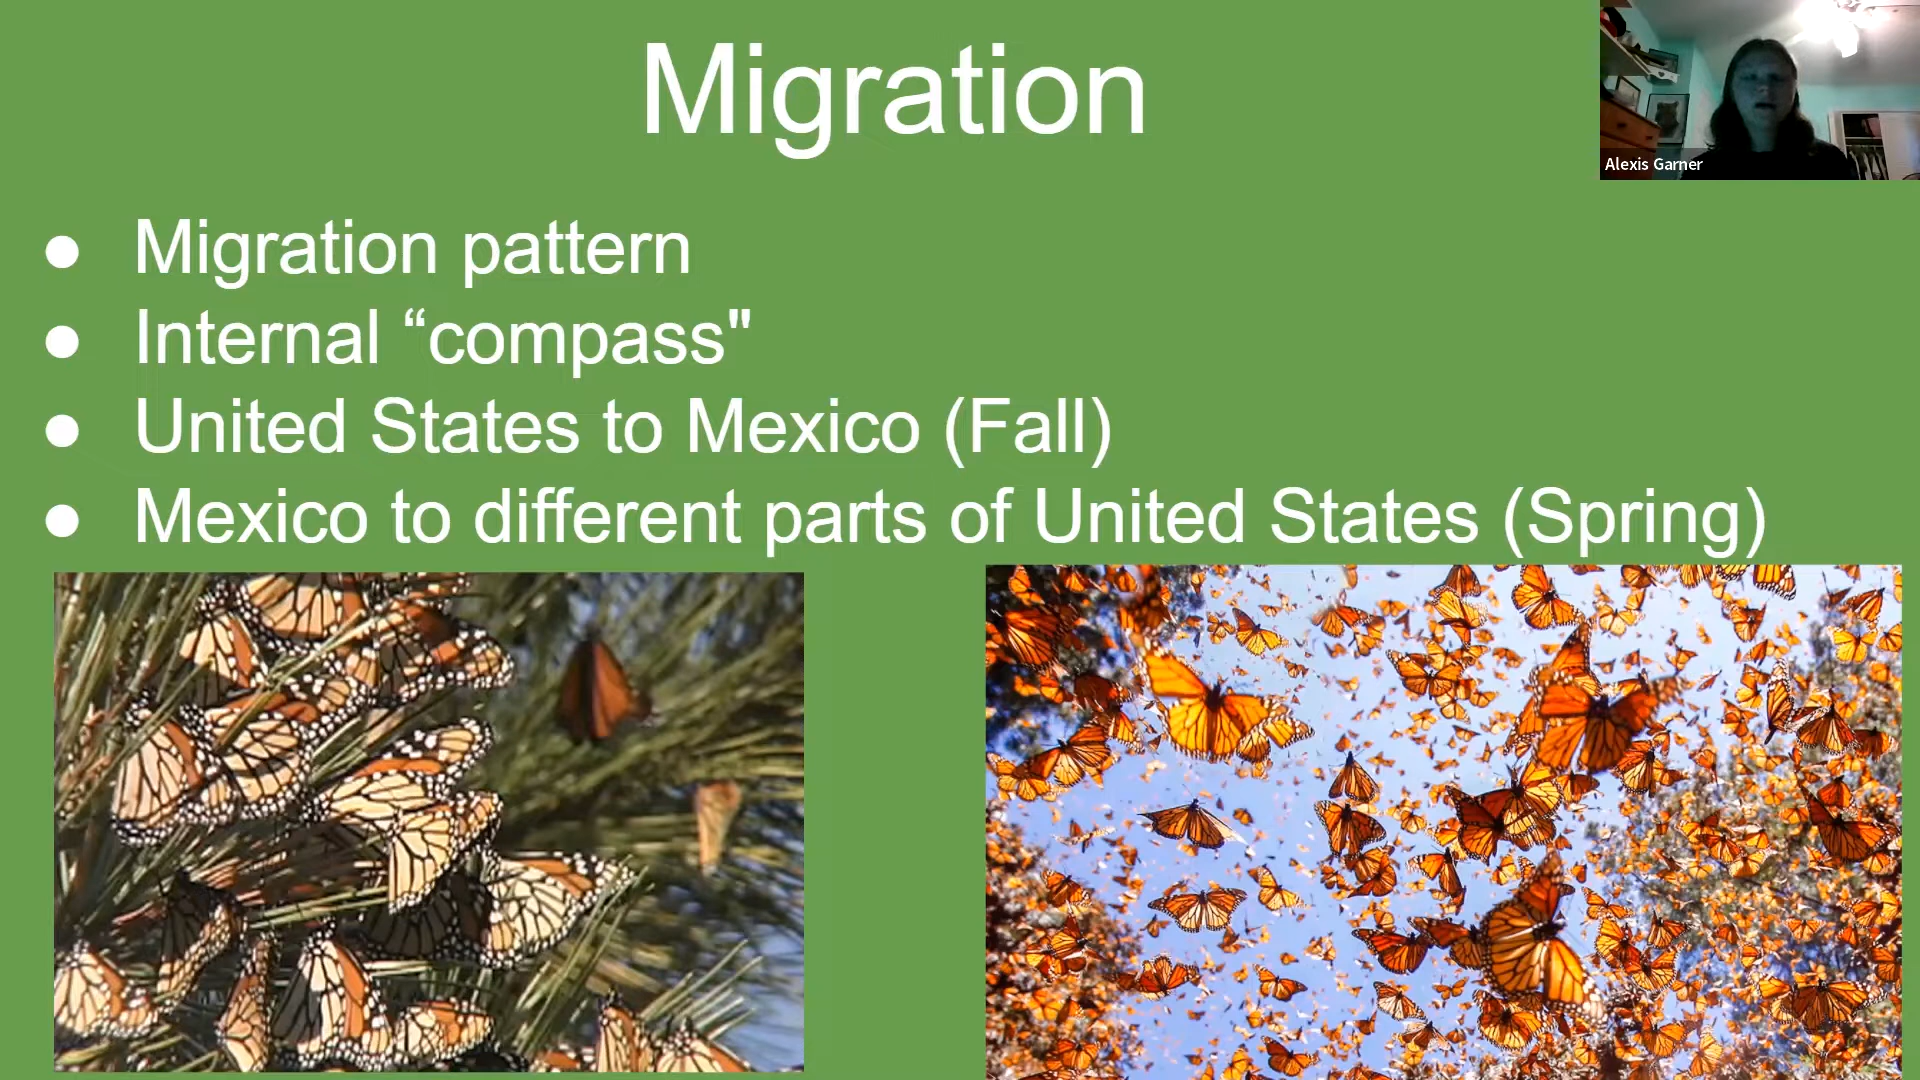 Migration
Alexis Garner
● Migration pattern
● Internal “compass"
● United States to Mexico (Fall)
● Mexico to different parts of United States (Spring)